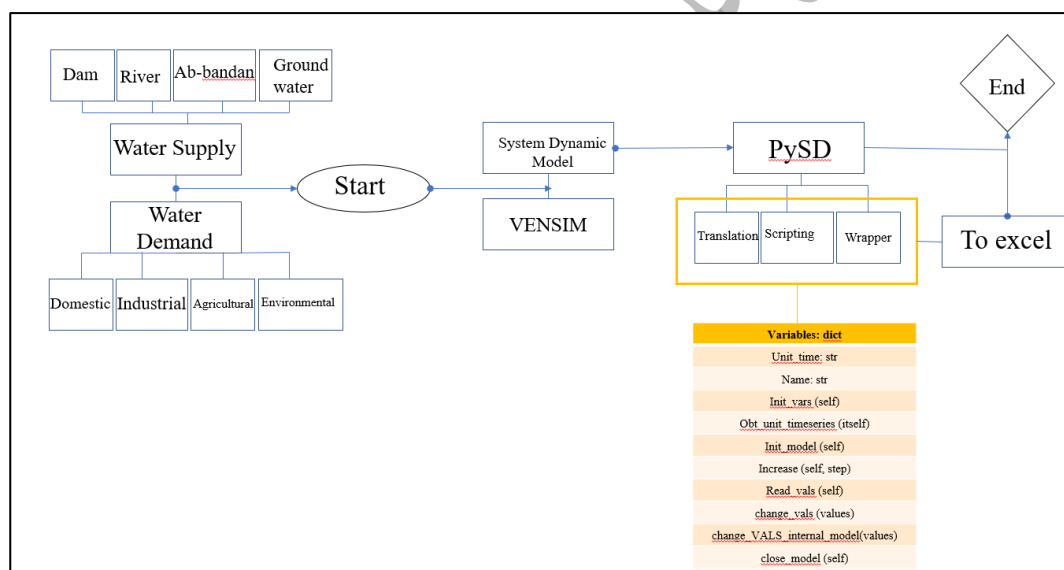 Dam
River
Ab-bandan
Ground
water
Water Supply
Start
Water
Demand
Domestic
Industrial
Agricultural
Environmental
System Dynamic
Model
VENSIM
PySD
Translation
Scripting
Wrapper
To excel
End
Variables: dict
Unit_time: str
Name: str
Init_vars (self)
Obt_unit_timeseries (itself)
Init_model (self)
Increase (self, step)
Read_vals (self)
change_vals (values)
change_VALS_internal_model(values)
close_model (self)